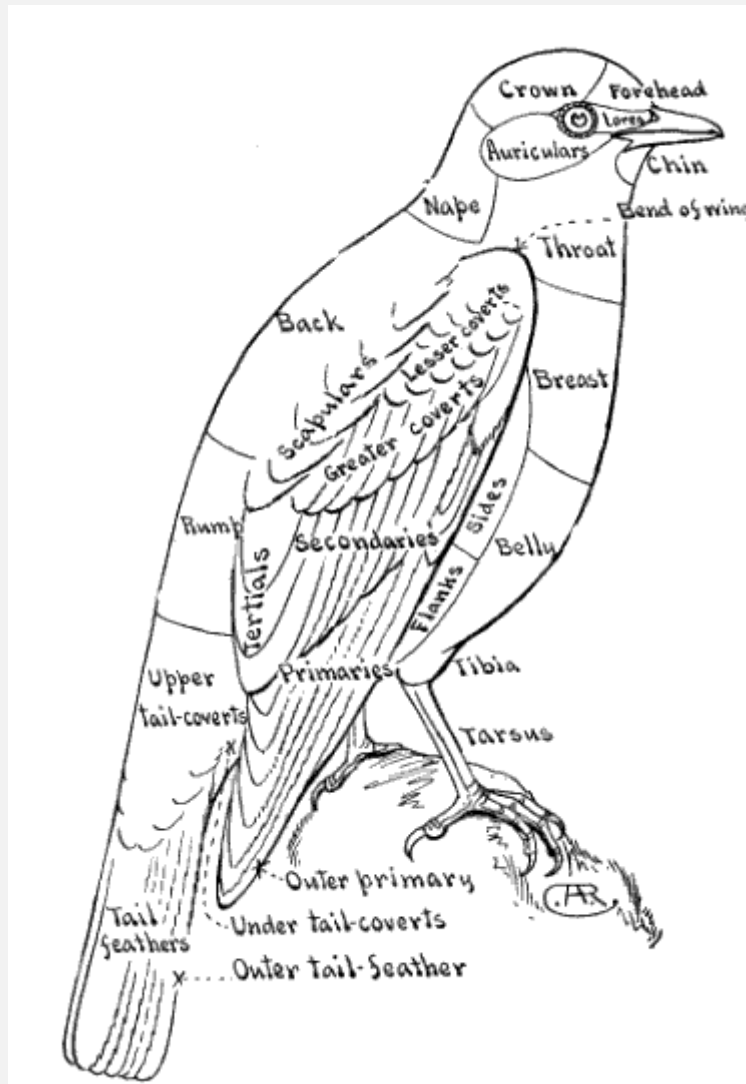 Crown
Forehead
Lores
Auriculars
Chin
Nape
Bend of wing
Throat
Back
Lesser coverts
Scapulars
Breast
Greater coverts
Sides
Rump
Secondaries
Belly
Tertials
Flanks
Primaries
Tibia
Upper
tail-coverts
Tarsus
Outer primary
AR
Tail
feathers
Under tail-coverts
Outer tail-feather